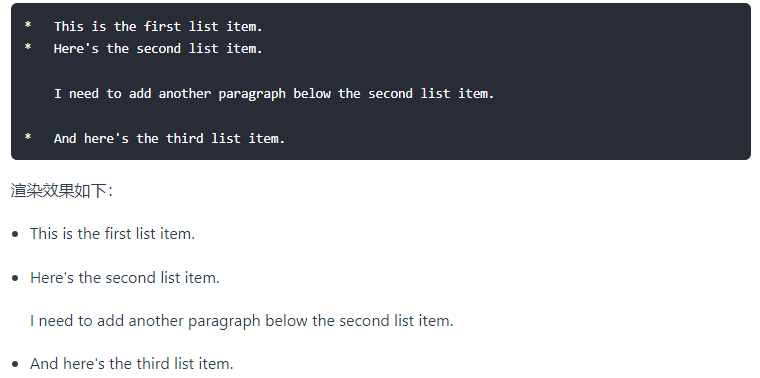 *   This is the first list item.
*   Here's the second list item.
    I need to add another paragraph below the second list item.
*   And here's the third list item.
渲染效果如下：
• This is the first list item.
• Here's the second list item.
I need to add another paragraph below the second list item.
• And here's the third list item.